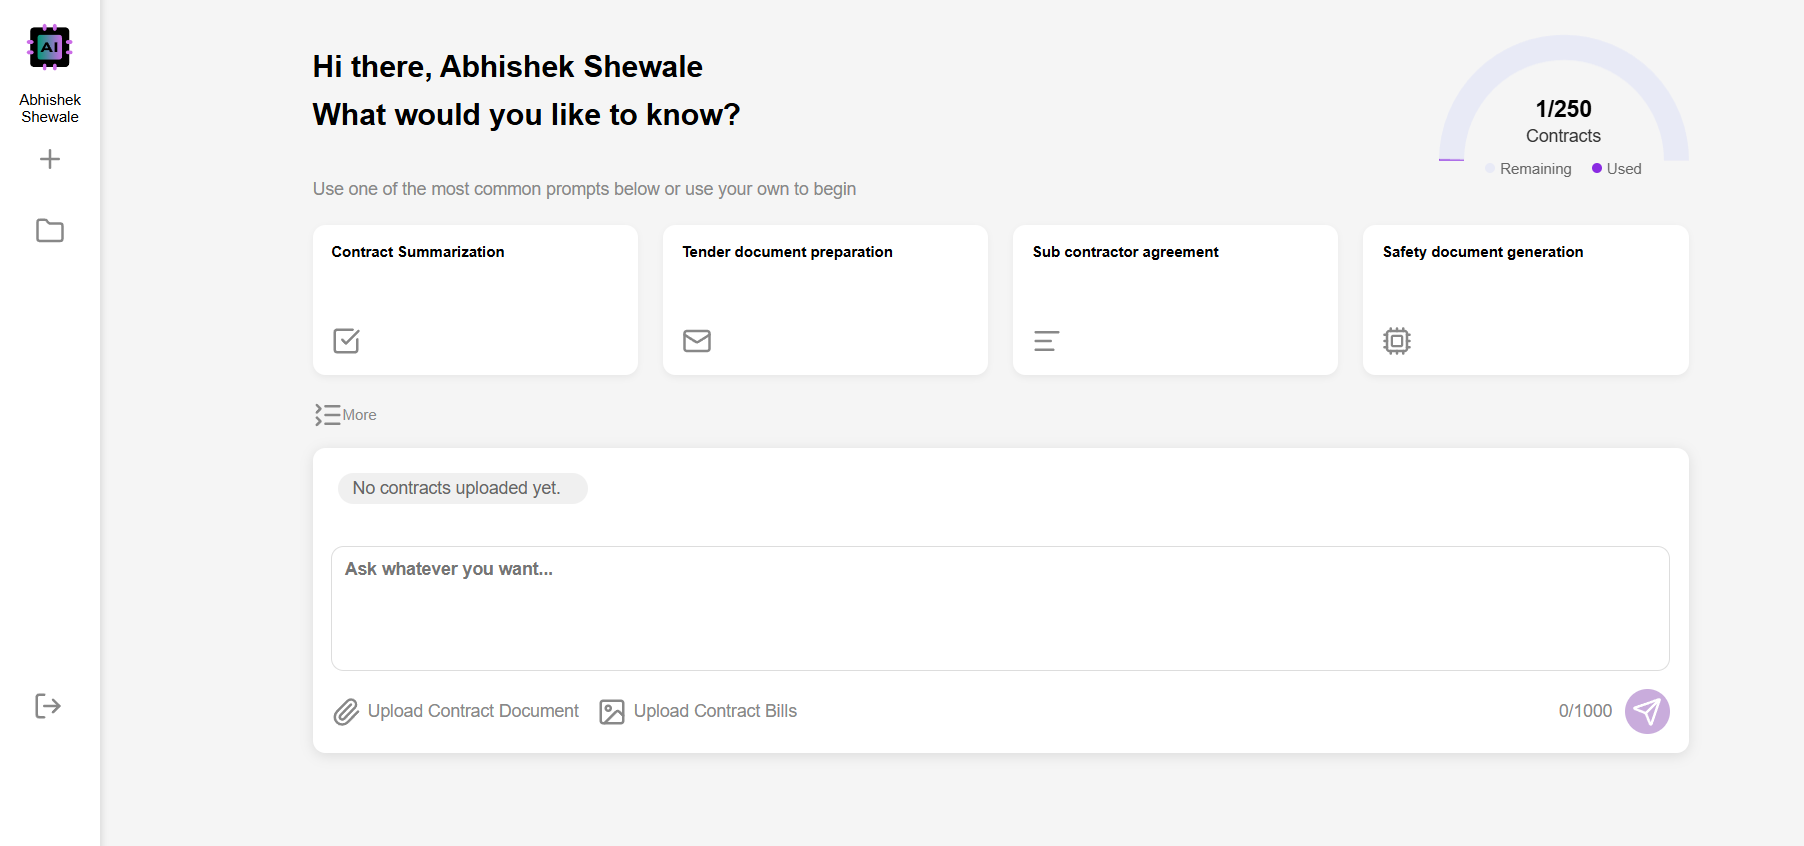 AI
Abhishek
Shewale
Hi there, Abhishek Shewale
What would you like to know?
1/250
Contracts
Remaining
Used
Use one of the most common prompts below or use your own to begin
Contract Summarization
Tender document preparation
Sub contractor agreement
Safety document generation
More
No contracts uploaded yet.
Ask whatever you want...
Upload Contract Document
Upload Contract Bills
0/1000